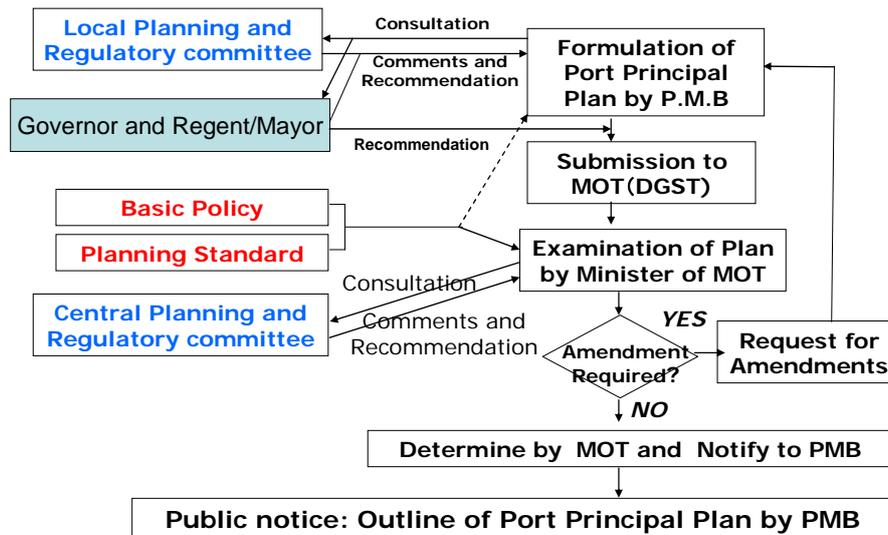 Consultation
Local Planning and
Regulatory committee
Comments and
Recommendation
Formulation of
Port Principal
Plan by P.M.B
Governor and Regent/Mayor
Recommendation
Submission to
MOT(DGST)
Basic Policy
Planning Standard
Examination of Plan
by Minister of MOT
Consultation
Central Planning and
Regulatory committee
Comments and
Recommendation
YES
Amendment
Required?
Request for
Amendments
NO
Determine by MOT and Notify to PMB
Public notice: Outline of Port Principal Plan by PMB